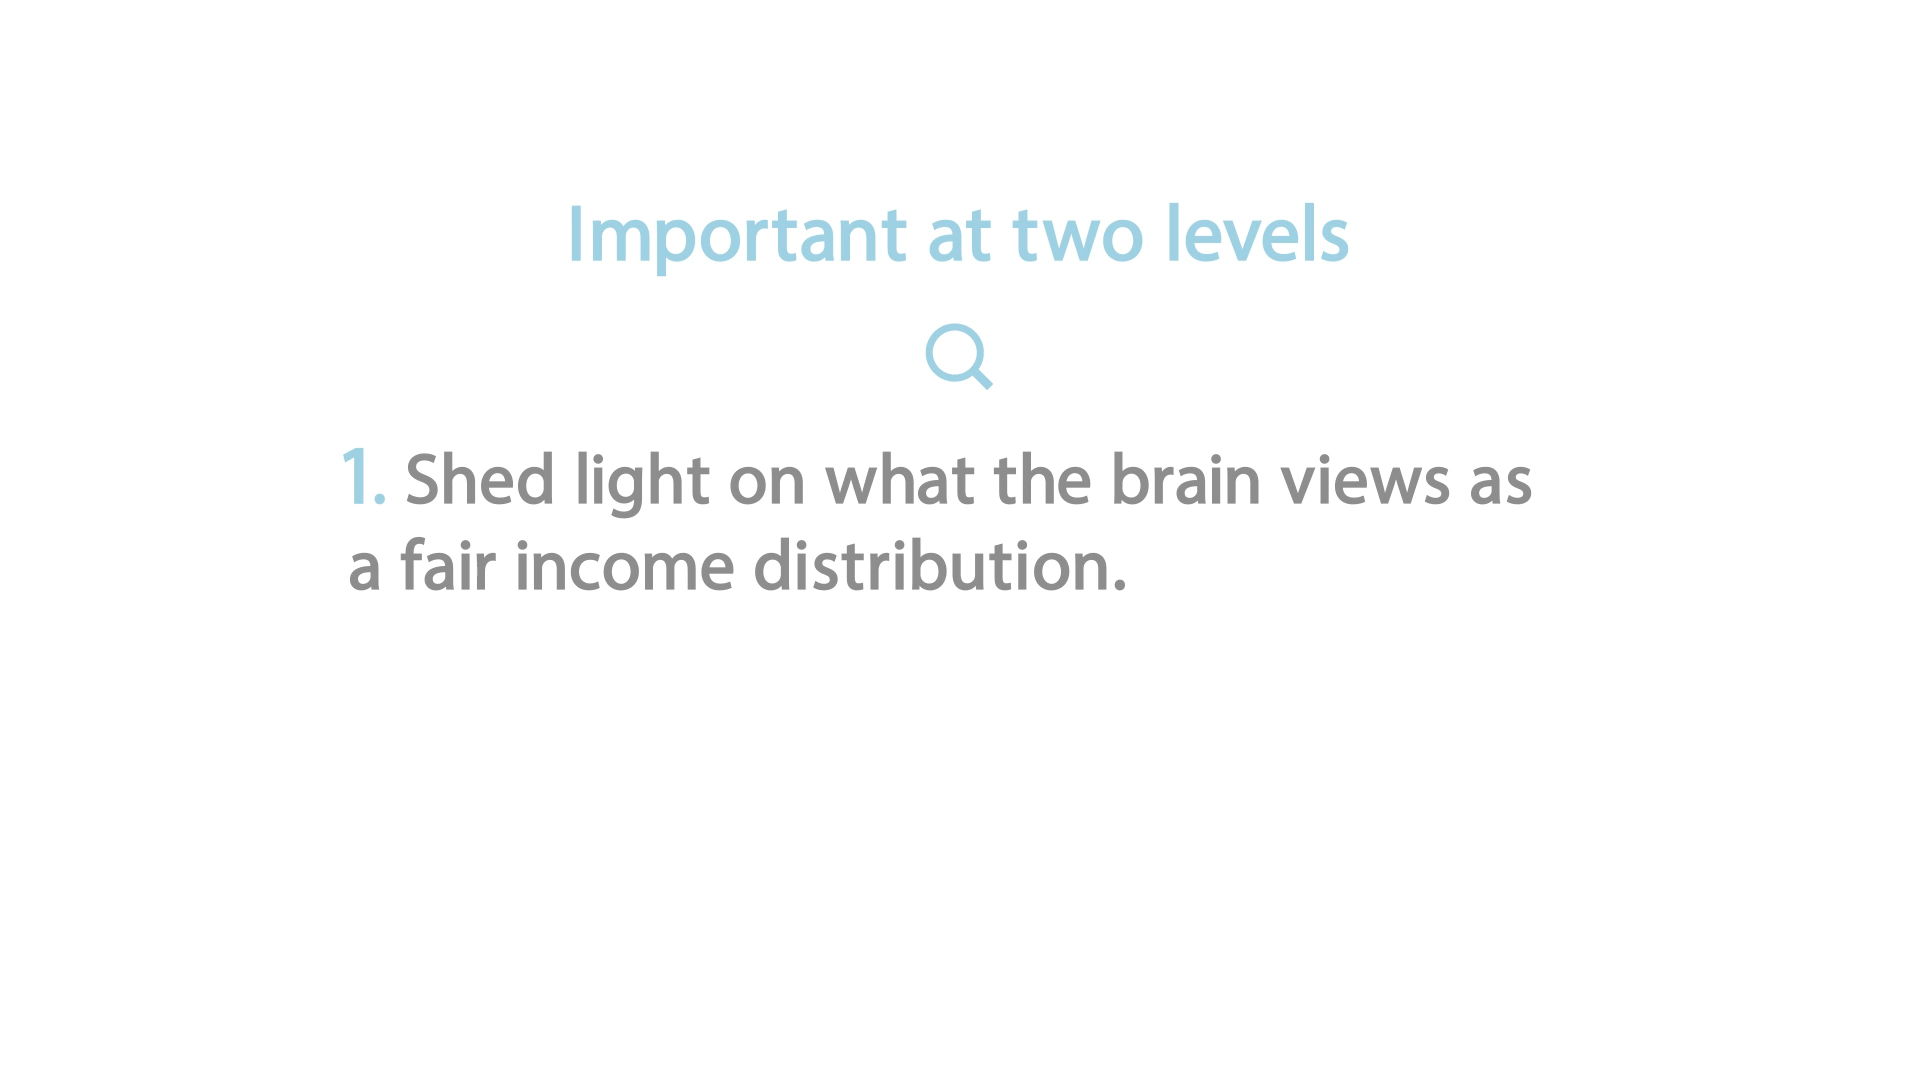 Important at two levels
1. Shed light on what the brain views as
a fair income distribution.